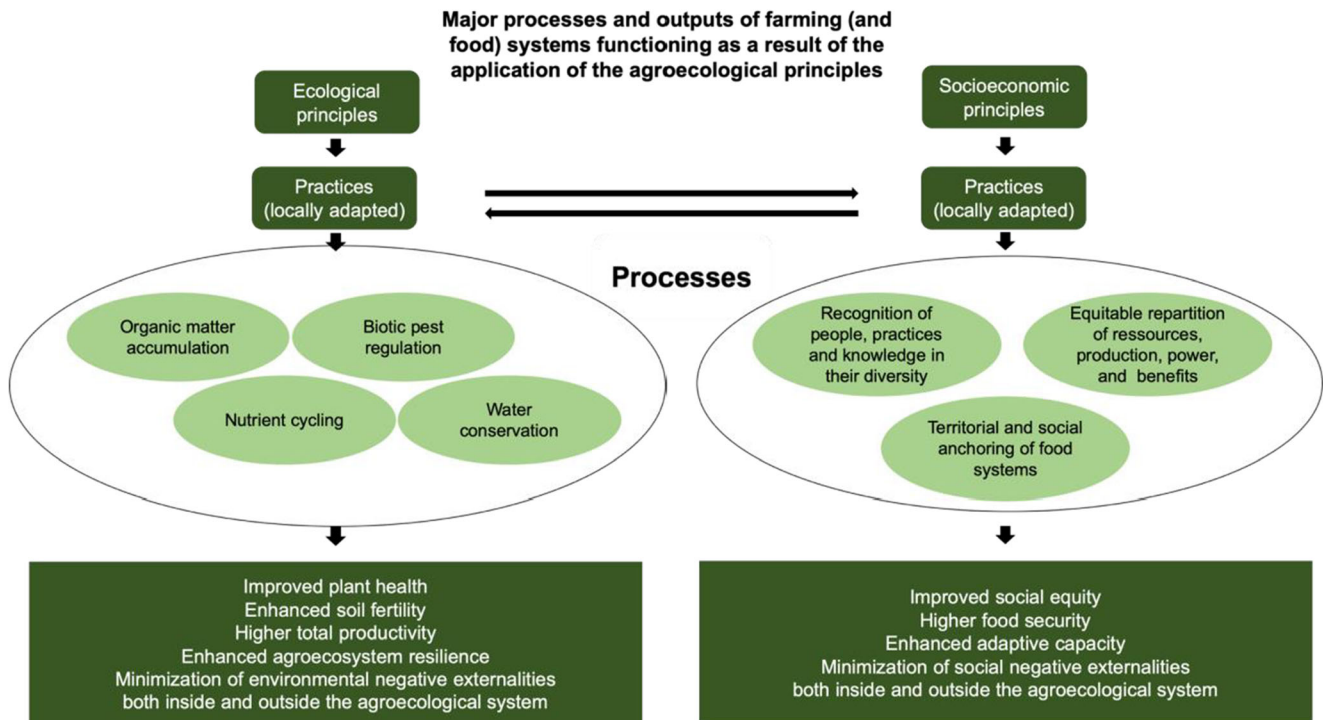 Major processes and outputs of farming (and
food) systems functioning as a result of the
application of the agroecological principles
Ecological
principles
Socioeconomic
principles
Practices
(locally adapted)
Practices
(locally adapted)
Processes
Organic matter
accumulation
Biotic pest
regulation
Nutrient cycling
Water
conservation
Recognition of
people, practices
and knowledge in
their diversity
Equitable repartition
of ressources,
production, power,
and benefits
Territorial and social
anchoring of food
systems
Improved plant health
Enhanced soil fertility
Higher total productivity
Enhanced agroecosystem resilience
Minimization of environmental negative externalities
both inside and outside the agroecological system
Improved social equity
Higher food security
Enhanced adaptive capacity
Minimization of social negative externalities
both inside and outside the agroecological system